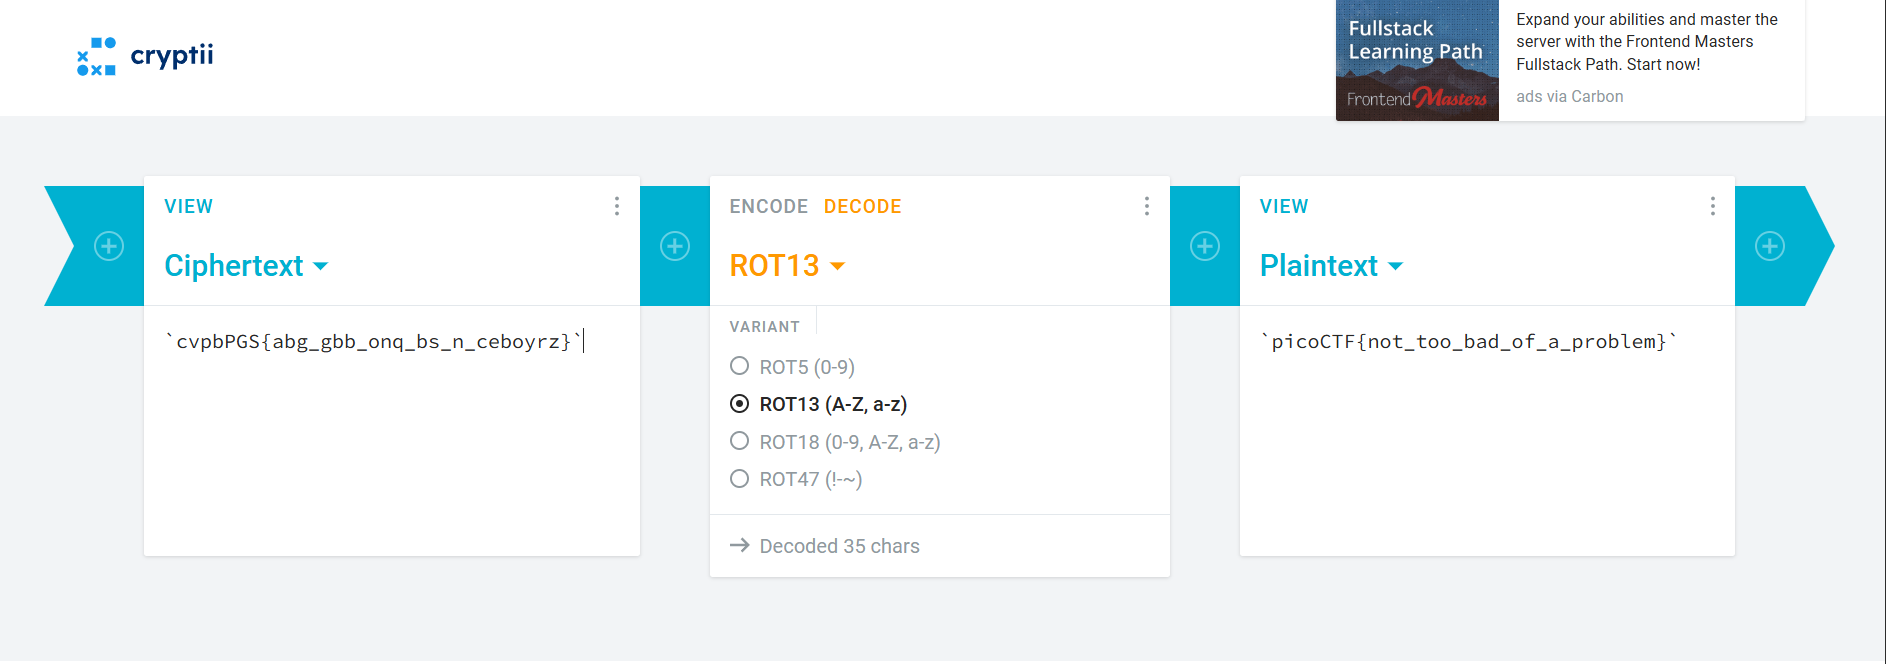 cryptii
Fullstack
Learning Path
Frontend Masters
Expand your abilities and master the
server with the Frontend Masters
Fullstack Path. Start now!
ads via Carbon
VIEW
Ciphertext
`cvpbPGS{abg_gbb_onq_bs_n_ceboyrz}`
ENCODE DECODE
ROT13
VARIANT
ROT5 (0-9)
ROT13 (A-Z, a-z)
ROT18 (0-9, A-Z, a-z)
ROT47 (!-~)
→ Decoded 35 chars
VIEW
Plaintext
`picoCTF{not_too_bad_of_a_problem}`